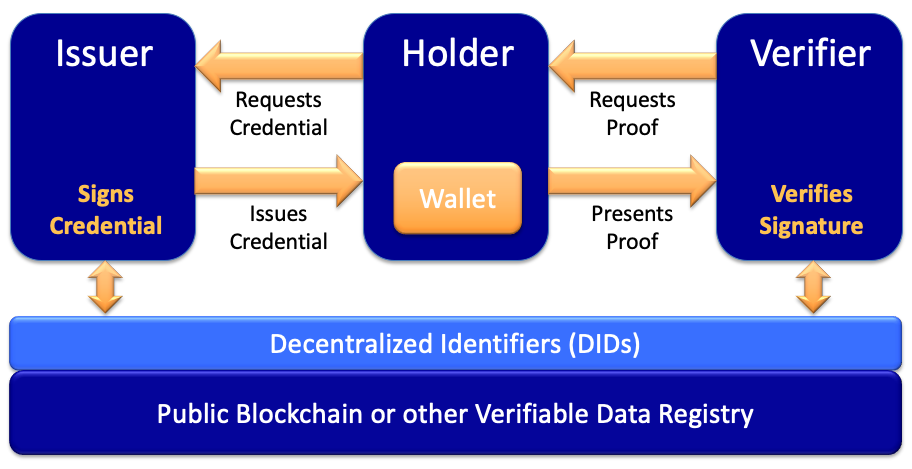 Issuer
Holder
Verifier
Requests
Credential
Requests
Proof
Signs
Credential
Wallet
Verifies
Signature
Issues
Credential
Presents
Proof
Decentralized Identifiers (DIDs)
Public Blockchain or other Verifiable Data Registry